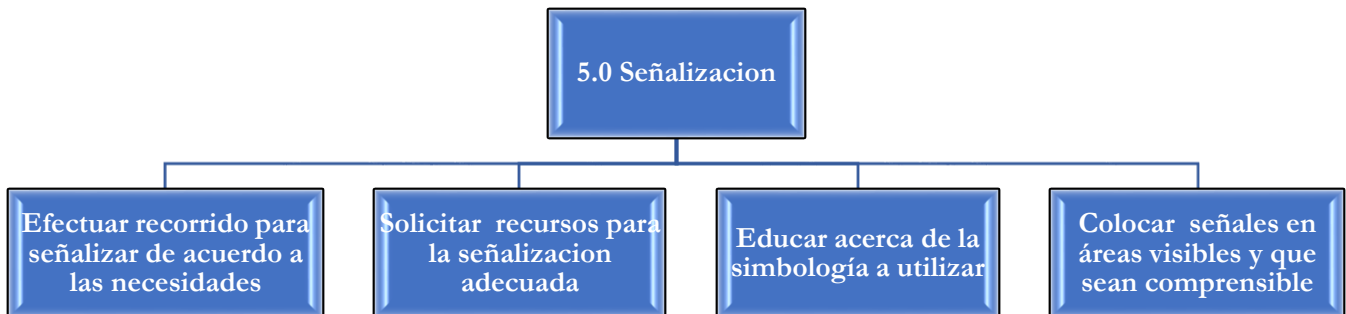 5.0 Señalizacion
Efectuar recorrido para
señalizar de acuerdo a
las necesidades
Solicitar  recursos para
la señalizacion
adecuada
Educar acerca de la
simbología a utilizar
Colocar  señales en
áreas visibles y que
sean comprensible